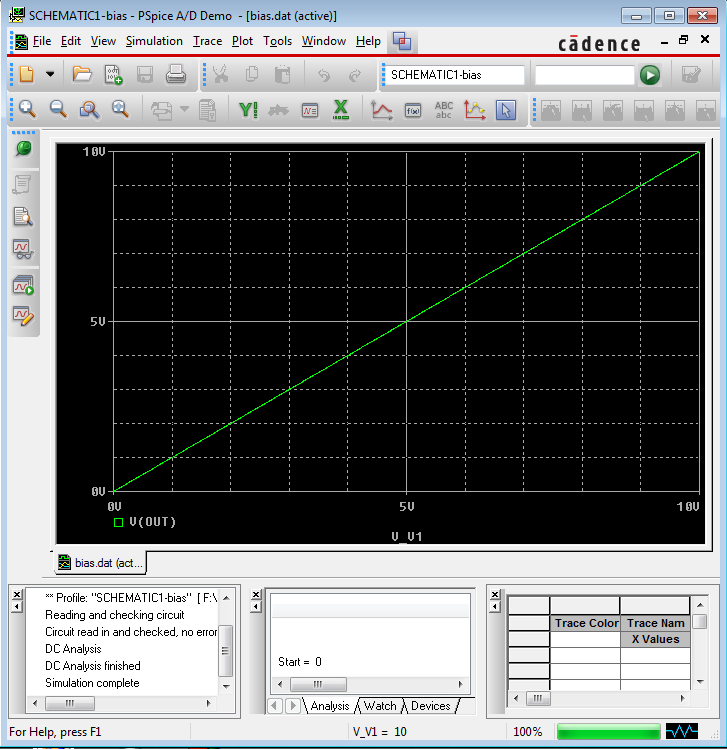 SCHEMATIC1-bias - PSpice A/D Demo - [bias.dat (active)]
File Edit View Simulation Trace Plot Tools Window Help
cādence
SCHEMATIC1-bias
ABC
abc
10V
5V
0V
0V 5V 10V
V(OUT)
V_V1
bias.dat (act...
** Profile: "SCHEMATIC1-bias" [ F:\
Reading and checking circuit
Circuit read in and checked, no error
DC Analysis
DC Analysis finished
Simulation complete
Start = 0
Analysis Watch Devices
Trace Color Trace Nam
X Values
For Help, press F1
V_V1 = 10
100%